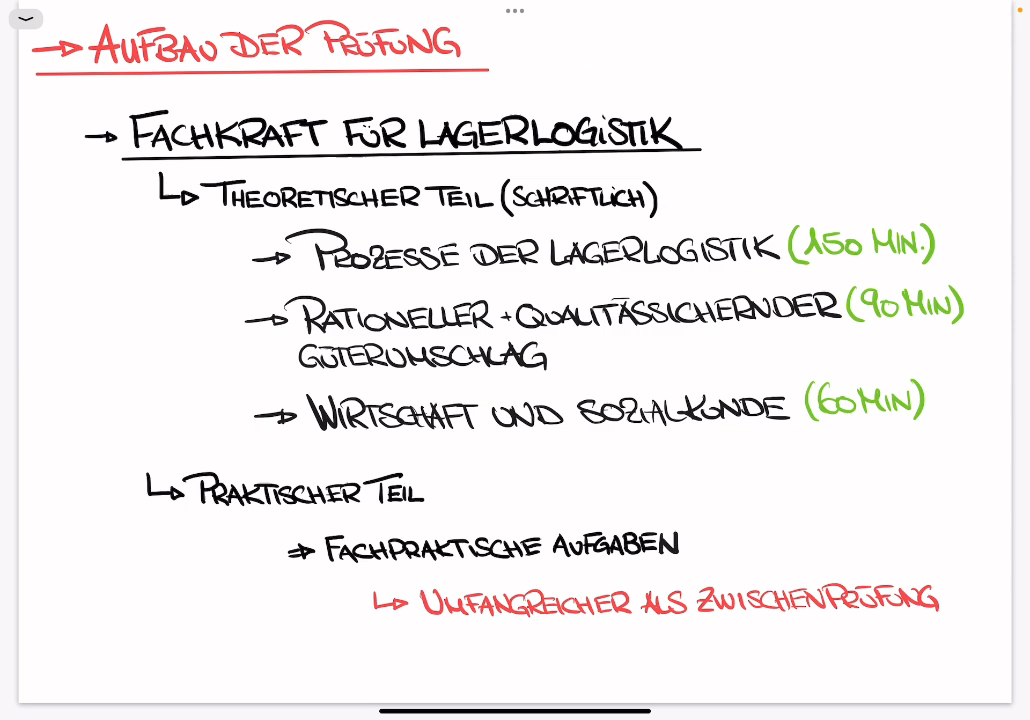 → AUFBAU DER PRÜFUNG
→ FACHKRAFT FÜR LAGERLOGISTIK
↳ THEORETISCHER TEIL (SCHRIFTLICH)
→ PROZESSE DER LAGERLOGISTIK (150 MIN.)
→ RATIONELLER + QUALITÄSSICHERNDER (90 MIN)
GÜTERUMSCHLAG
→ WIRTSCHAFT UND SOZIALKUNDE (60 MIN)
↳ PRAKTISCHER TEIL
⇒ FACHPRAKTISCHE AUFGABEN
↳ UMFANGREICHER ALS ZWISCHENPRÜFUNG